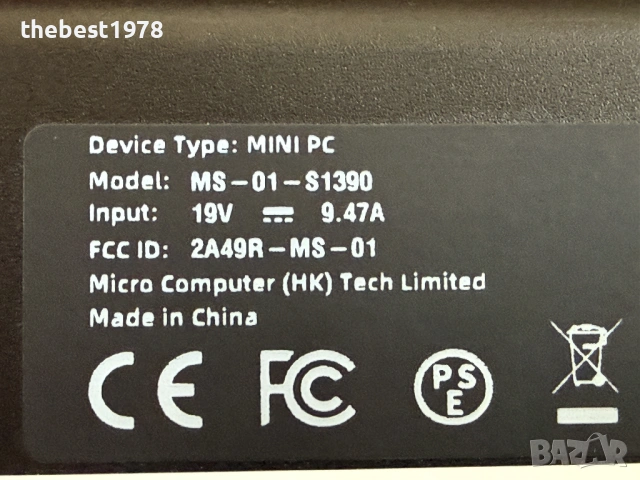 thebest1978
Device Type: MINI PC
Model: MS-01-S1390
Input: 19V ⎓ 9.47A
FCC ID: 2A49R-MS-01
Micro Computer (HK) Tech Limited
Made in China
CE FC PSE
BAZAR